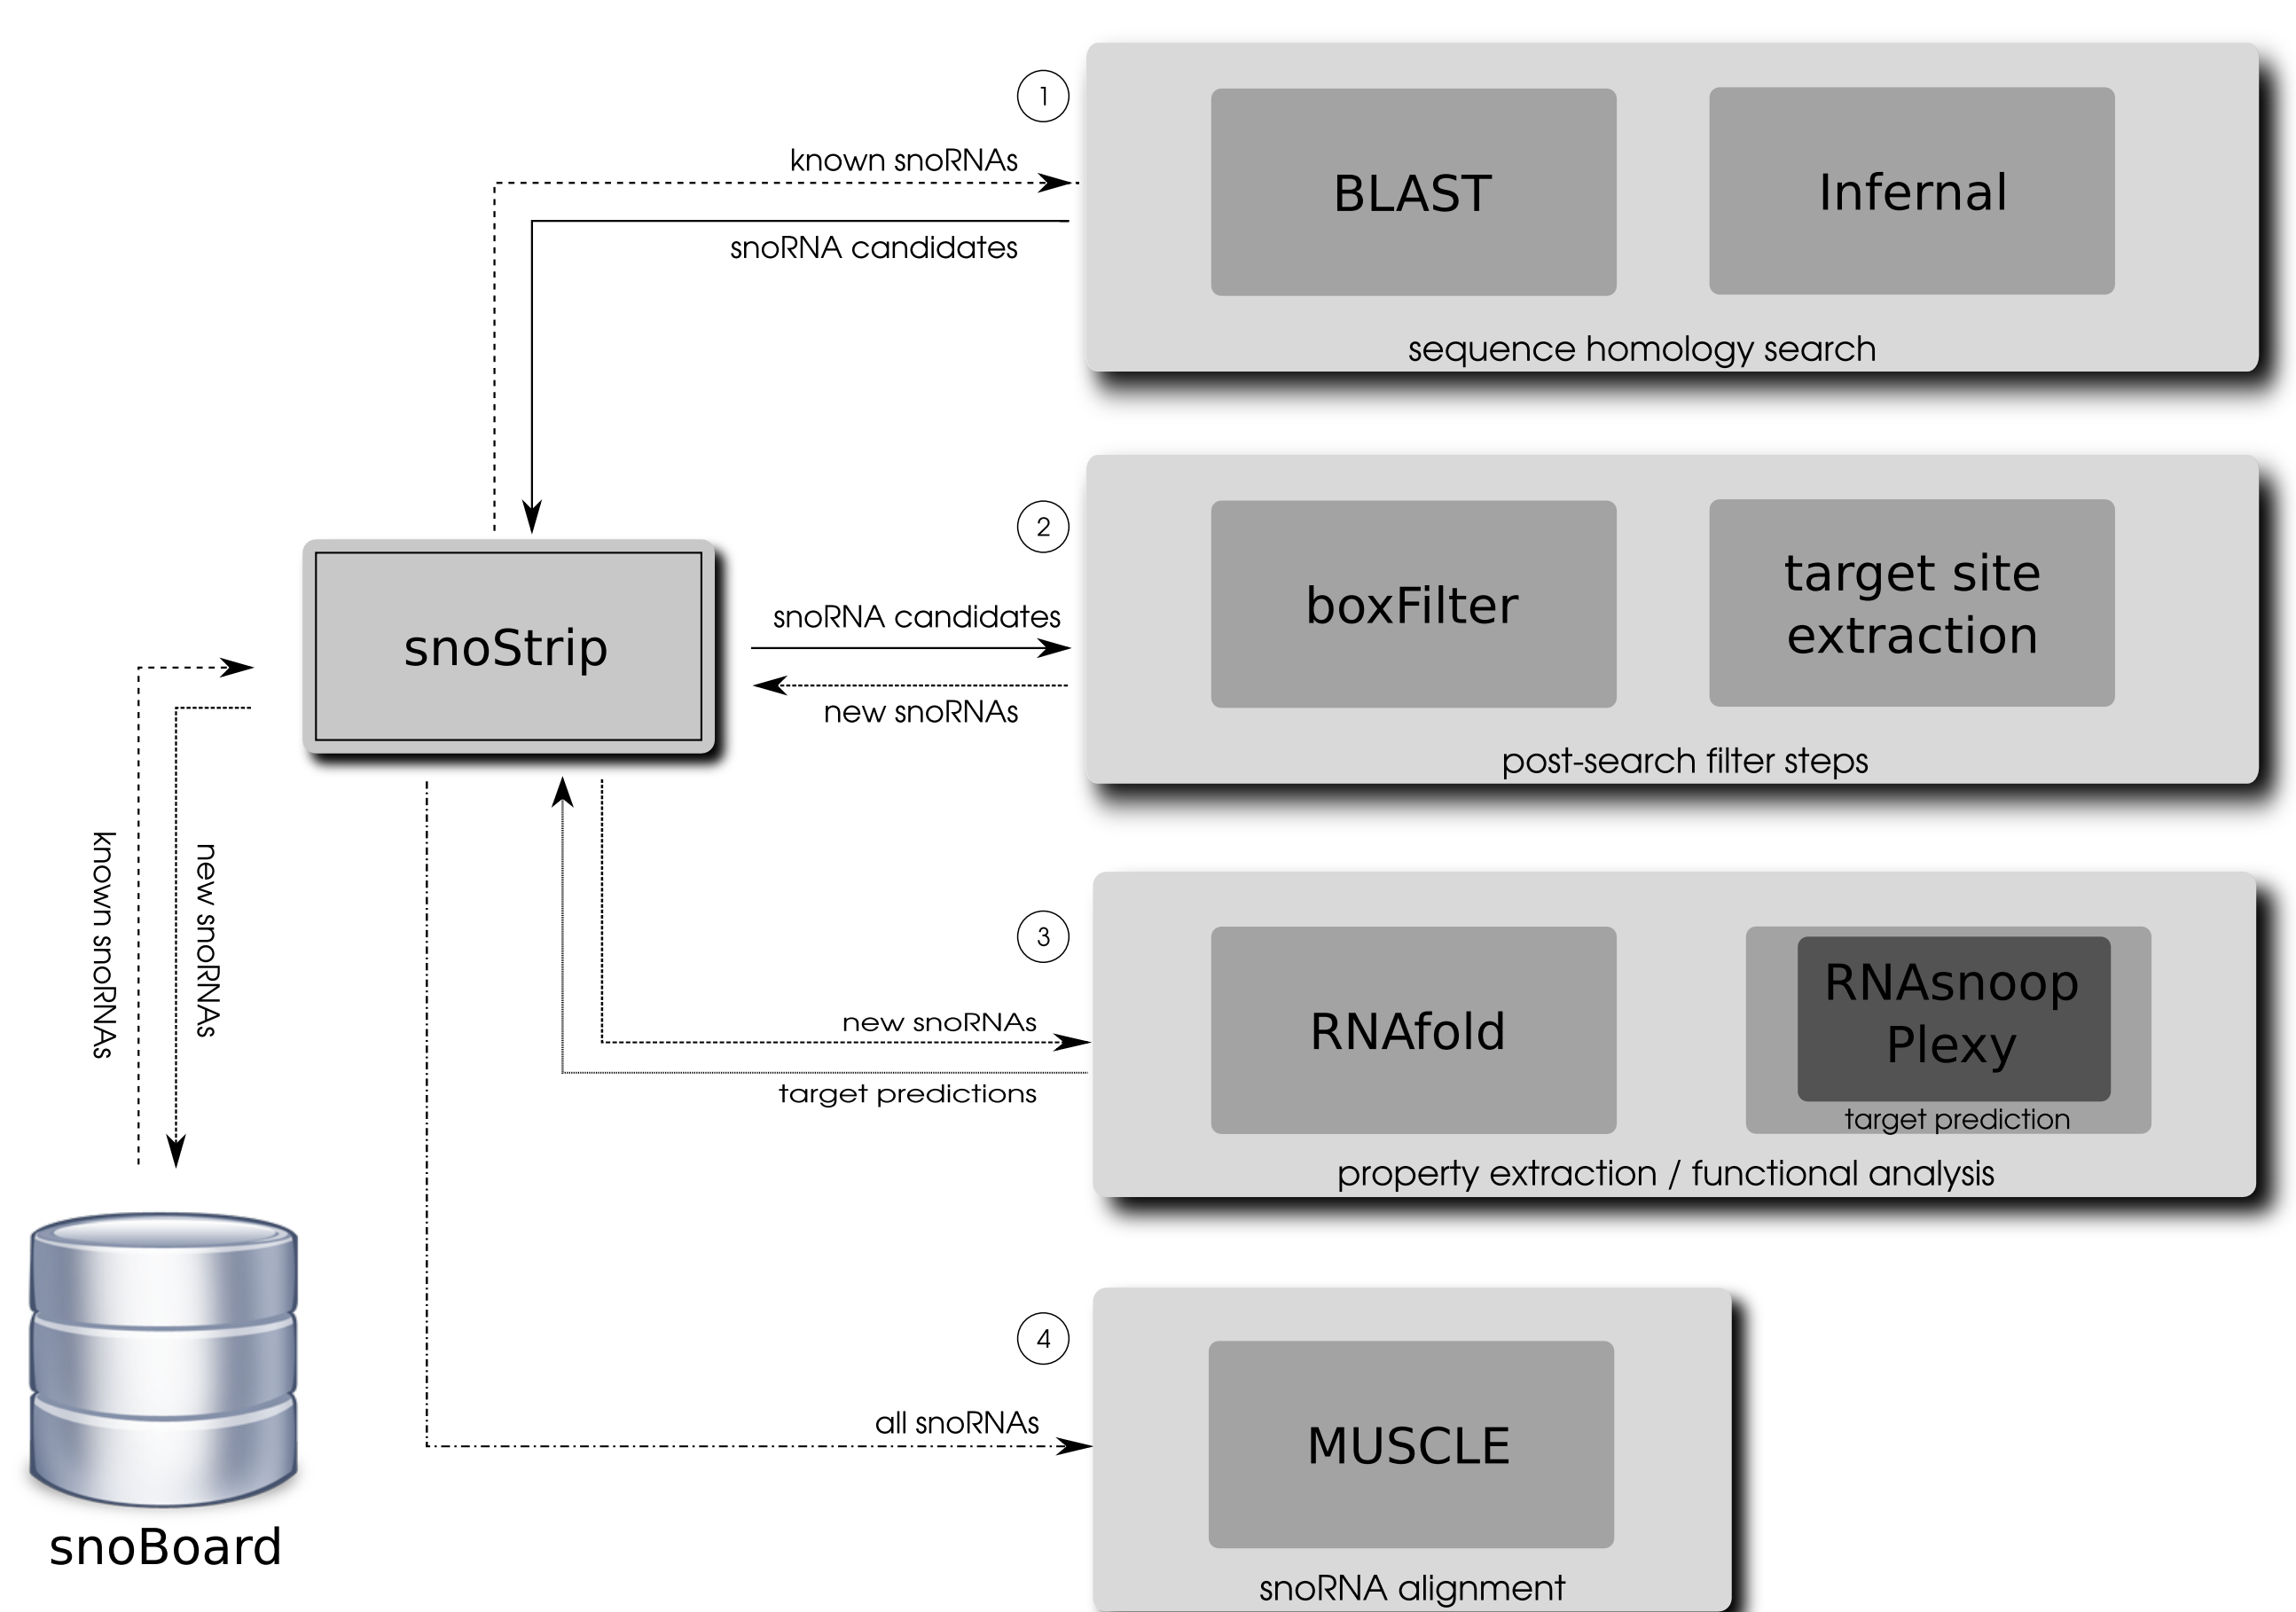 1
known snoRNAs
snoRNA candidates
BLAST
Infernal
sequence homology search
2
snoStrip
snoRNA candidates
new snoRNAs
boxFilter
target site
extraction
post-search filter steps
known snoRNAs
new snoRNAs
3
new snoRNAs
target predictions
RNAfold
RNAsnoop
Plexy
target prediction
property extraction / functional analysis
4
all snoRNAs
MUSCLE
snoRNA alignment
snoBoard